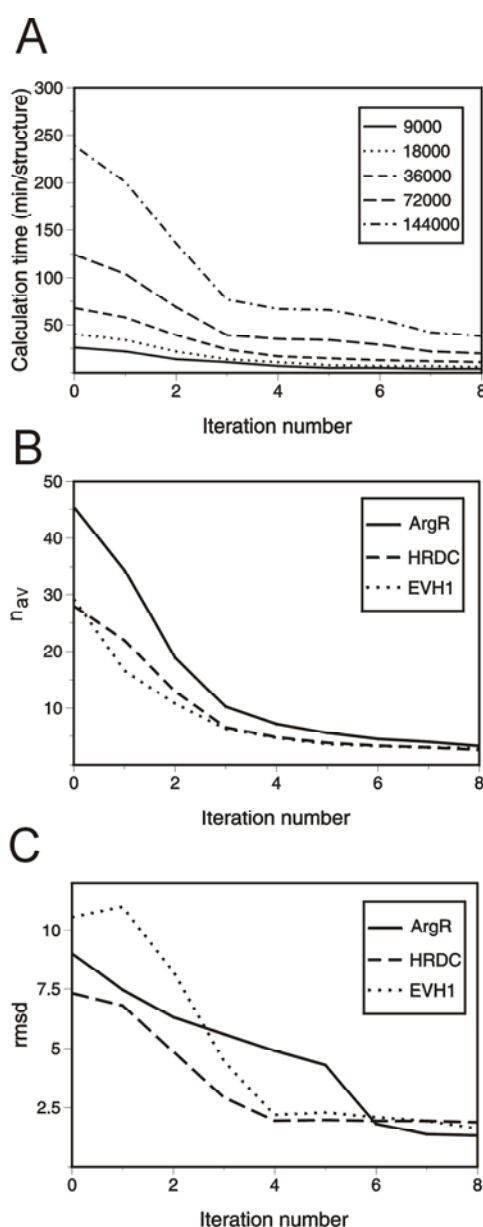 A
Calculation time (min/structure)
300
250
200
150
100
50
0
2
4
6
8
Iteration number
9000
18000
36000
72000
144000
B
n_av
50
40
30
20
10
0
2
4
6
8
Iteration number
ArgR
HRDC
EVH1
C
rmsd
10
7.5
5
2.5
0
2
4
6
8
Iteration number
ArgR
HRDC
EVH1